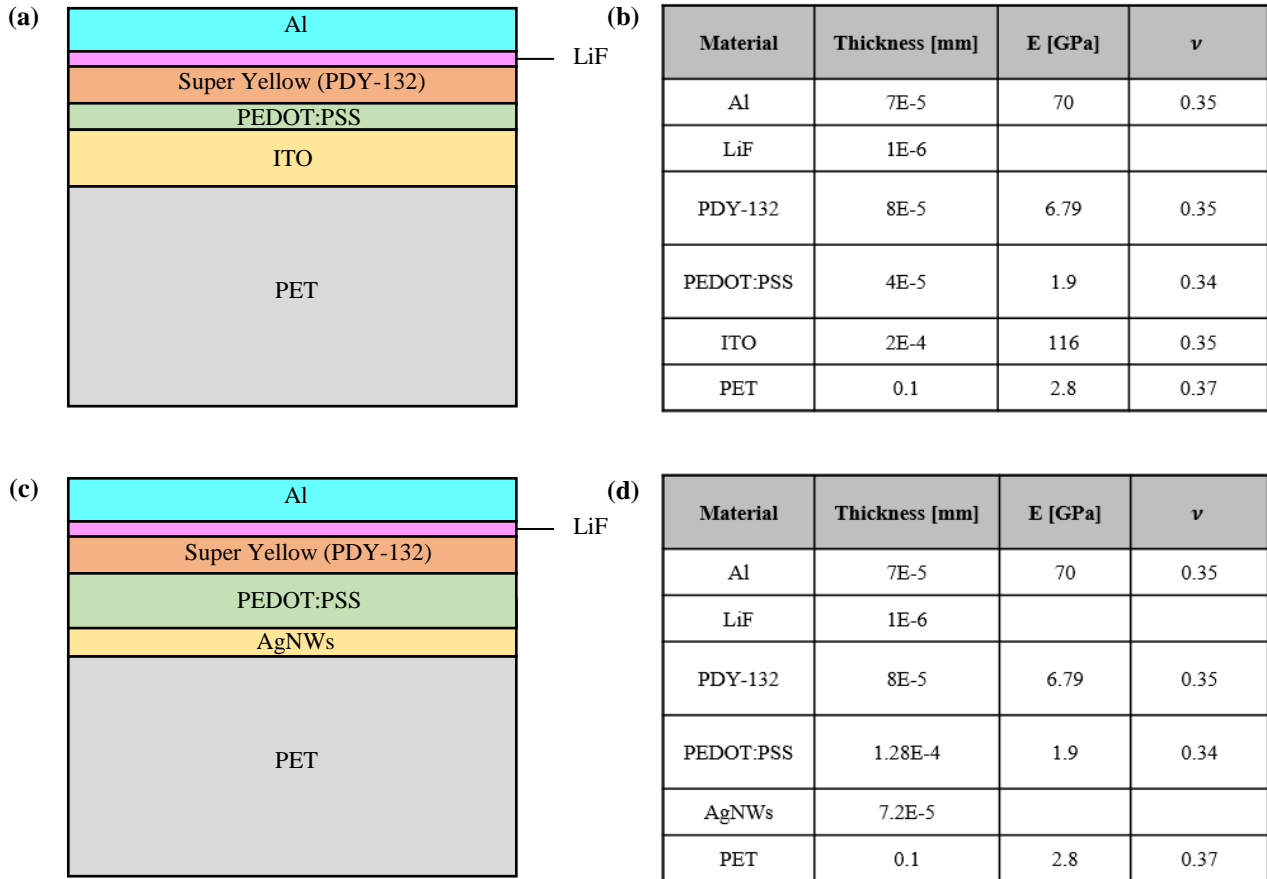 (a)
Al
LiF
Super Yellow (PDY-132)
PEDOT:PSS
ITO
PET
(b)
Material Thickness [mm] E [GPa] ν
Al 7E-5 70 0.35
LiF 1E-6
PDY-132 8E-5 6.79 0.35
PEDOT:PSS 4E-5 1.9 0.34
ITO 2E-4 116 0.35
PET 0.1 2.8 0.37
(c)
Al
LiF
Super Yellow (PDY-132)
PEDOT:PSS
AgNWs
PET
(d)
Material Thickness [mm] E [GPa] ν
Al 7E-5 70 0.35
LiF 1E-6
PDY-132 8E-5 6.79 0.35
PEDOT:PSS 1.28E-4 1.9 0.34
AgNWs 7.2E-5
PET 0.1 2.8 0.37